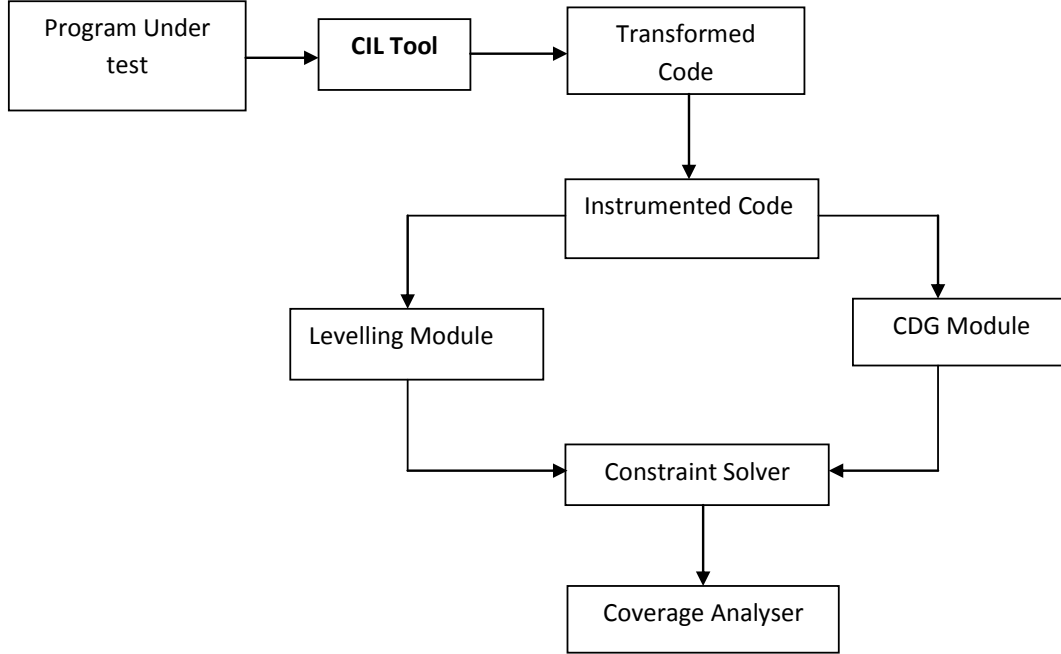 Program Under
test
CIL Tool
Transformed
Code
Instrumented Code
Levelling Module
CDG Module
Constraint Solver
Coverage Analyser